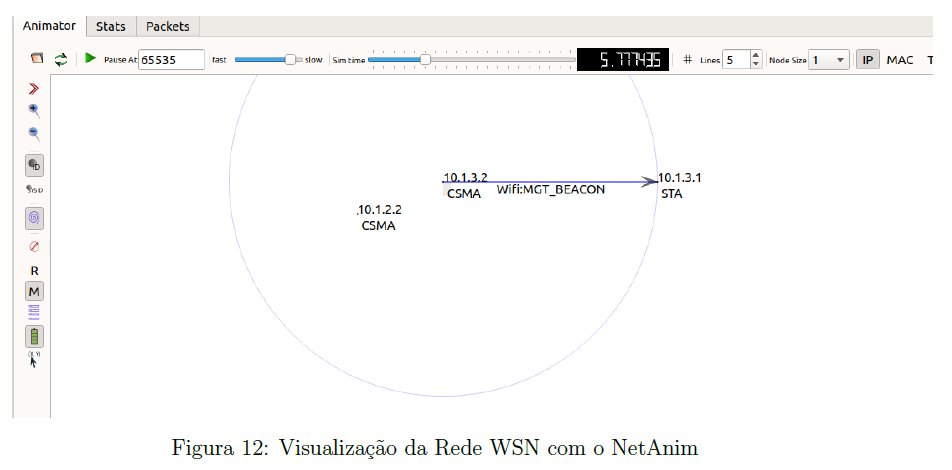 Animator Stats Packets
Pause At 65535 fast slow Sim time 5.777435 # Lines 5 Node Size 1 IP MAC T
ID
SYSID
R
M
(X,Y)
10.1.3.2 10.1.3.1
CSMA Wifi:MGT_BEACON STA
10.1.2.2
CSMA
Figura 12: Visualização da Rede WSN com o NetAnim